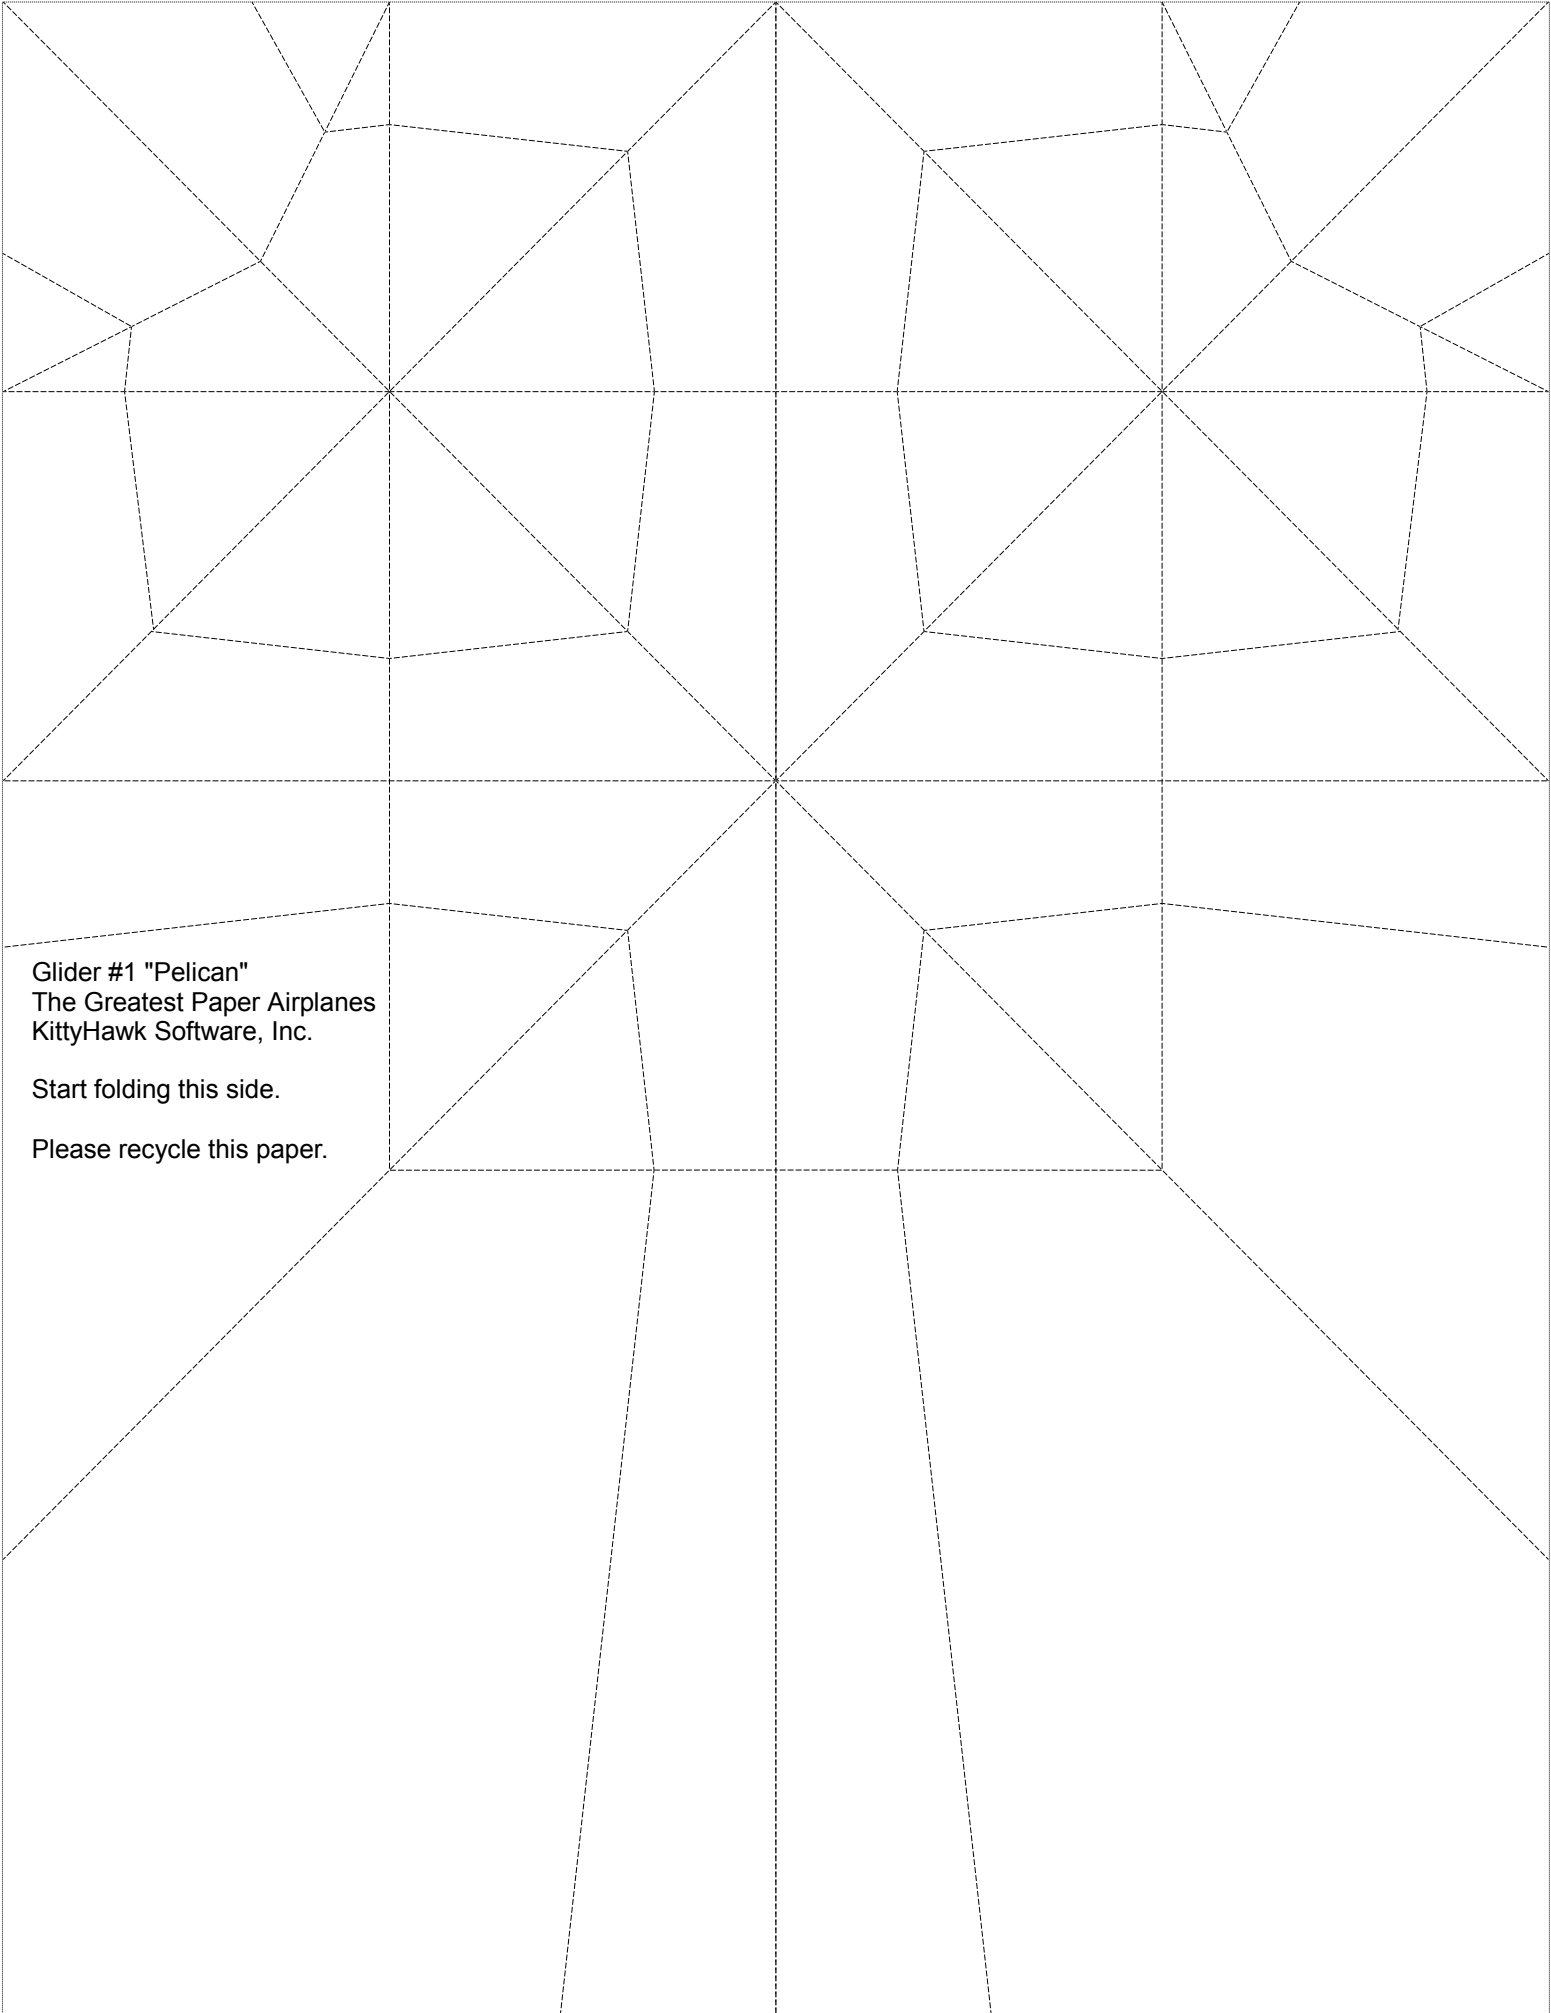 Glider #1 "Pelican"
The Greatest Paper Airplanes
KittyHawk Software, Inc.
Start folding this side.
Please recycle this paper.